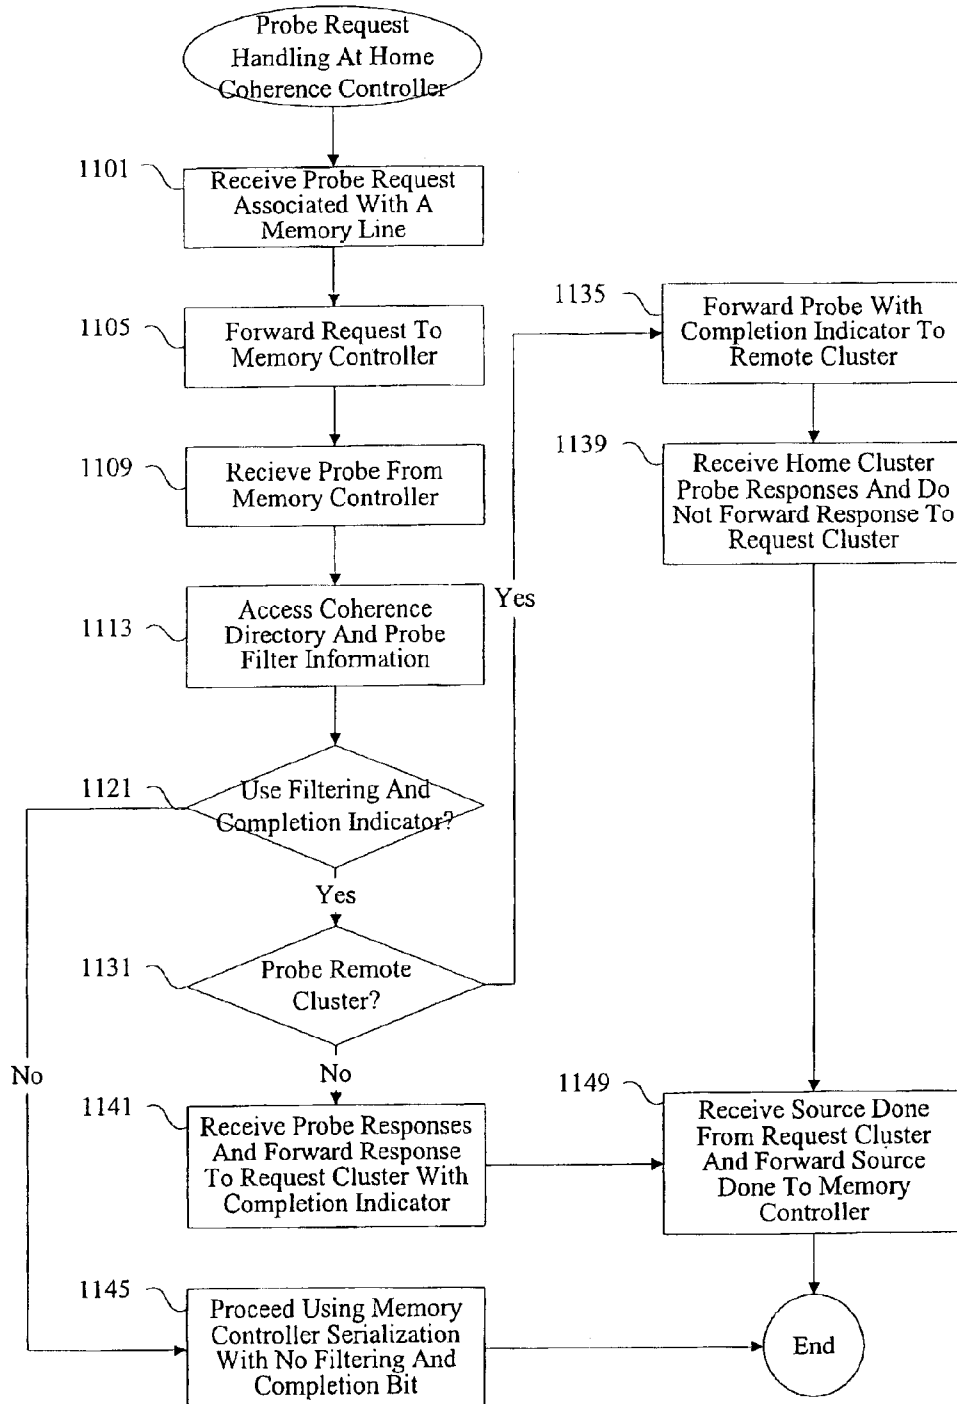 Probe Request
Handling At Home
Coherence Controller
1101
Receive Probe Request
Associated With A
Memory Line
1105
Forward Request To
Memory Controller
1109
Recieve Probe From
Memory Controller
1113
Access Coherence
Directory And Probe
Filter Information
1121
Use Filtering And
Completion Indicator?
Yes
1131
Probe Remote
Cluster?
Yes
No
No
1135
Forward Probe With
Completion Indicator To
Remote Cluster
1139
Receive Home Cluster
Probe Responses And Do
Not Forward Response To
Request Cluster
1141
Receive Probe Responses
And Forward Response
To Request Cluster With
Completion Indicator
1149
Receive Source Done
From Request Cluster
And Forward Source
Done To Memory
Controller
1145
Proceed Using Memory
Controller Serialization
With No Filtering And
Completion Bit
End